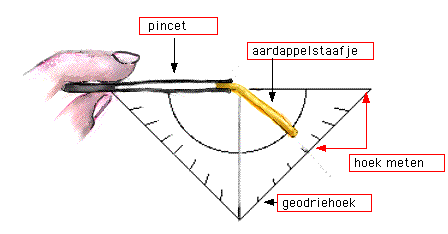 pincet
aardappelstaafje
hoek meten
geodriehoek